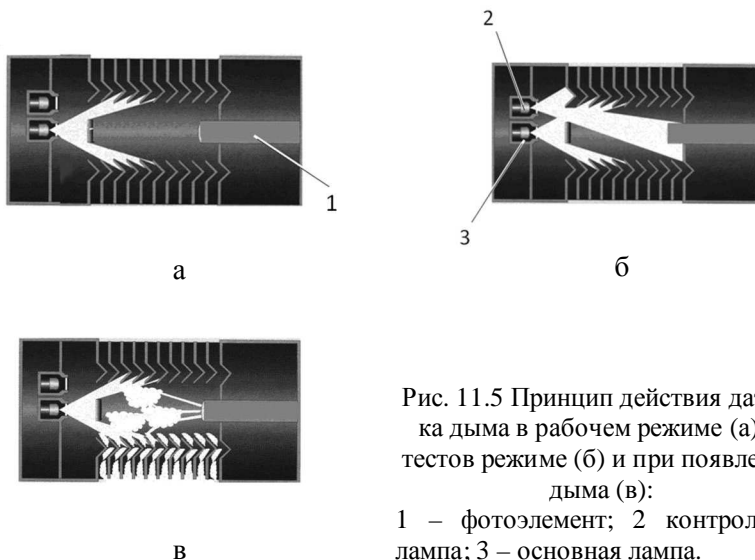 2
1
3
а
б
Рис. 11.5 Принцип действия дат
ка дыма в рабочем режиме (а)
тестов режиме (б) и при появле
дыма (в):
1 – фотоэлемент; 2 контрол
лампа; 3 – основная лампа.
в